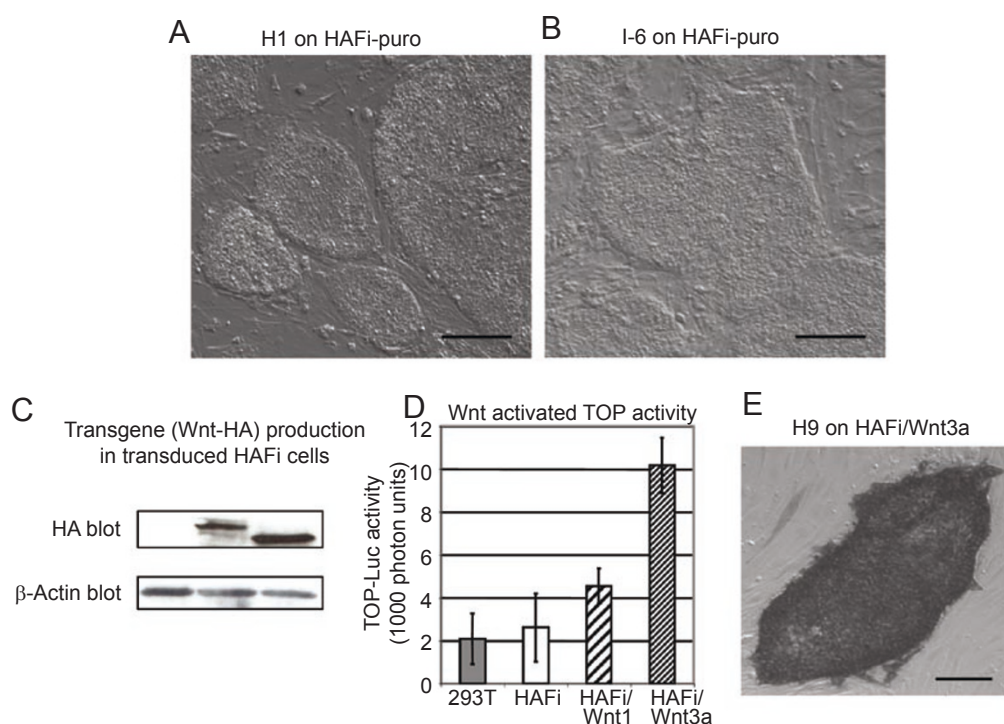 A
H1 on HAFi-puro
B
I-6 on HAFi-puro
C
Transgene (Wnt-HA) production
in transduced HAFi cells
HA blot
β-Actin blot
D
Wnt activated TOP activity
TOP-Luc activity
(1000 photon units)
12
10
8
6
4
2
0
293T
HAFi
HAFi/
Wnt1
HAFi/
Wnt3a
E
H9 on HAFi/Wnt3a